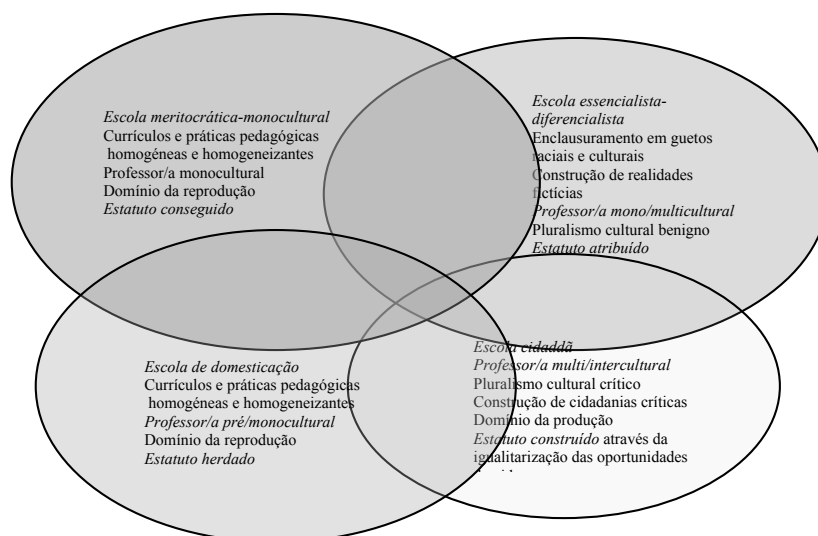 Escola meritocrática-monocultural
Currículos e práticas pedagógicas
homogéneas e homogeneizantes
Professor/a monocultural
Domínio da reprodução
Estatuto conseguido
Escola essencialista-
diferencialista
Enclausuramento em guetos
raciais e culturais
Construção de realidades
fictícias
Professor/a mono/multicultural
Pluralismo cultural benigno
Estatuto atribuído
Escola de domesticação
Currículos e práticas pedagógicas
homogéneas e homogeneizantes
Professor/a pré/monocultural
Domínio da reprodução
Estatuto herdado
Escola cidaddã
Professor/a multi/intercultural
Pluralismo cultural crítico
Construção de cidadanias críticas
Domínio da produção
Estatuto construído através da
igualitarização das oportunidades